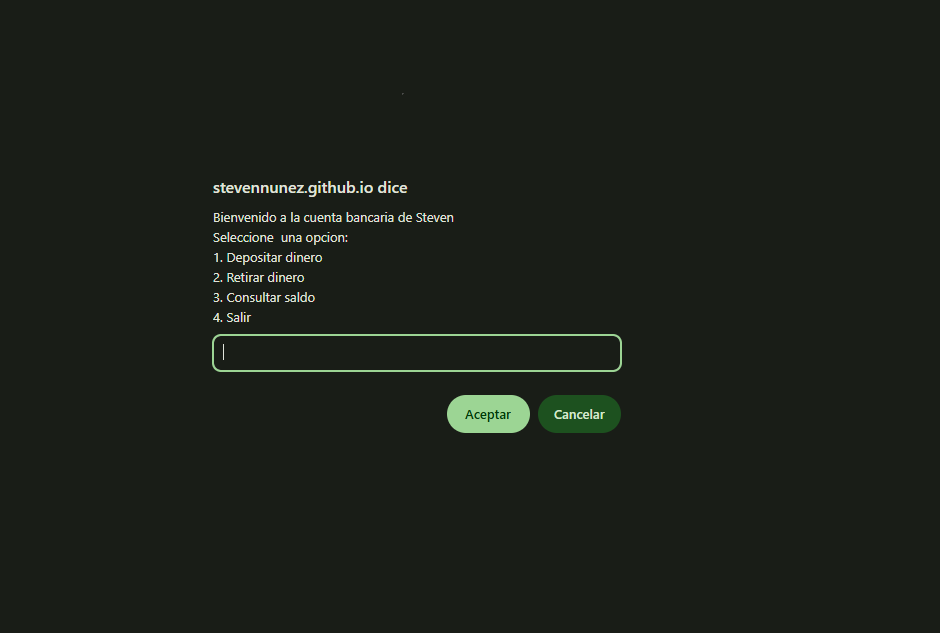 stevennunez.github.io dice
Bienvenido a la cuenta bancaria de Steven
Seleccione  una opcion:
1. Depositar dinero
2. Retirar dinero
3. Consultar saldo
4. Salir
Aceptar
Cancelar